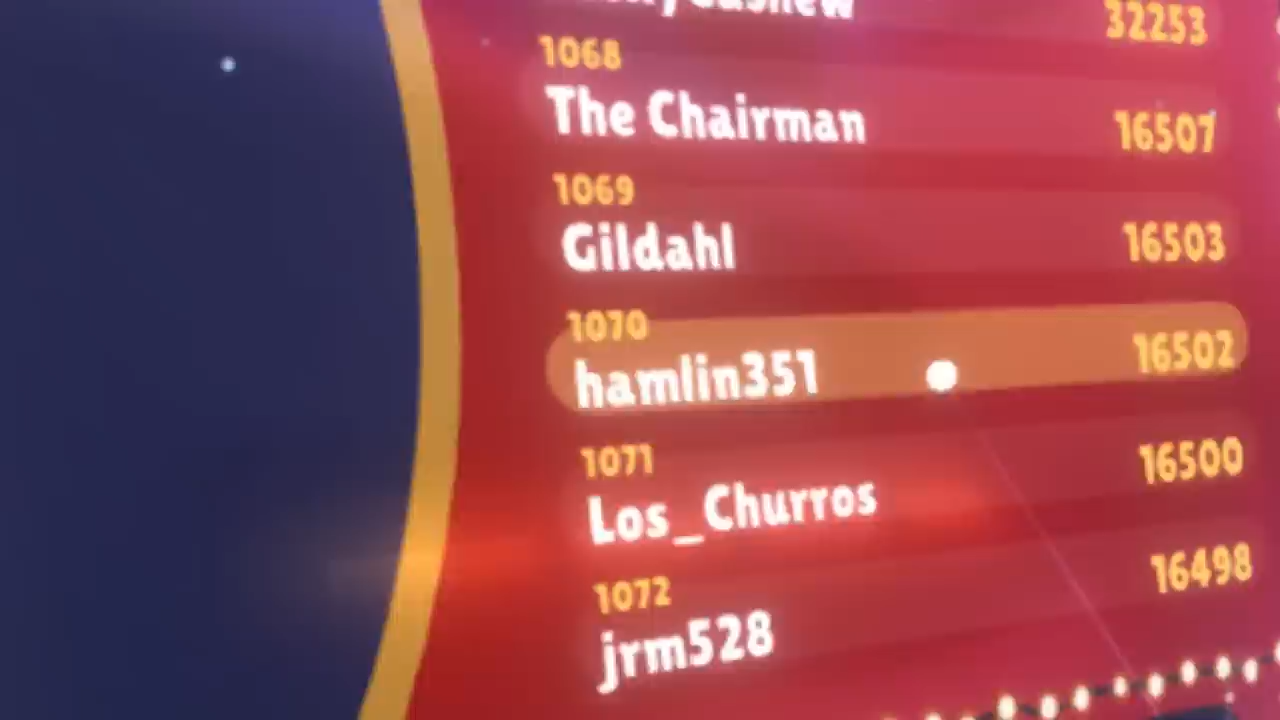 32253
1068
The Chairman 16507
1069
Gildahl 16503
1070
hamlin351 16502
1071
Los_Churros 16500
1072
jrm528 16498